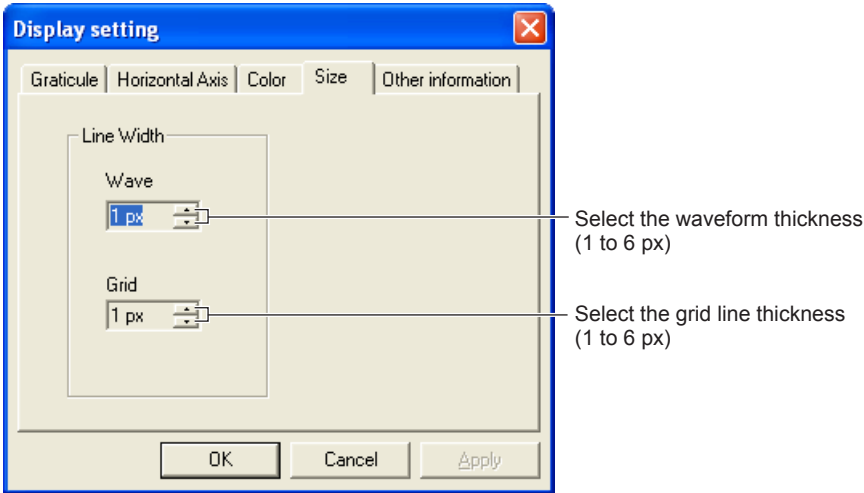 Display setting
Graticule
Horizontal Axis
Color
Size
Other information
Line Width
Wave
1 px
Select the waveform thickness
(1 to 6 px)
Grid
1 px
Select the grid line thickness
(1 to 6 px)
OK
Cancel
Apply